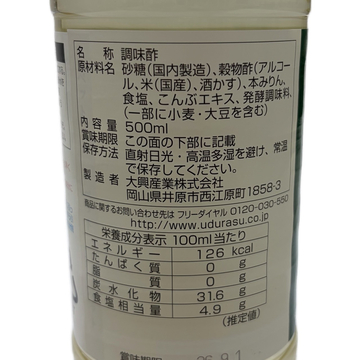 名 称 調味酢
原材料名 砂糖(国内製造)、穀物酢(アルコー
ル、米(国産)、酒かす)、本みりん、
食塩、こんぶエキス、発酵調味料、
(一部に小麦・大豆を含む)
内容量 500ml
賞味期限 この面の下部に記載
保存方法 直射日光・高温多湿を避け、常温
で保存してください。
製造者 大興産業株式会社
岡山県井原市西江原町1858-3
商品に関するお問い合わせ先は フリーダイヤル 0120-030-550
http://www.udurasu.co.jp
栄養成分表示 100ml当たり
エネルギー 126 kcal
たんぱく質 0 g
脂質 0 g
炭水化物 31.6 g
食塩相当量 4.9 g
(推定値)
賞味期限 26.9.1